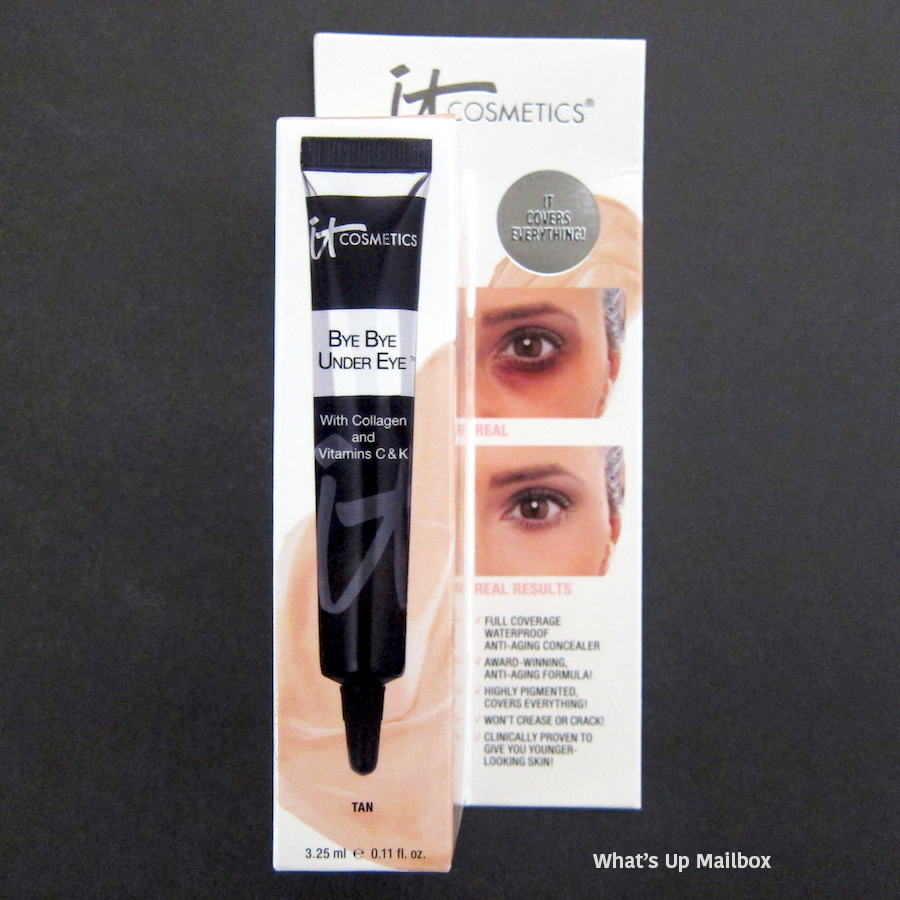 it COSMETICS®
IT
COVERS
EVERYTHING!
it COSMETICS
BYE BYE
UNDER EYE™
With Collagen
and
Vitamins C & K
it
TAN
3.25 ml ℮ 0.11 fl. oz.
REAL
REAL RESULTS
✓ FULL COVERAGE
WATERPROOF
ANTI-AGING CONCEALER
✓ AWARD-WINNING,
ANTI-AGING FORMULA!
✓ HIGHLY PIGMENTED,
COVERS EVERYTHING!
✓ WON'T CREASE OR CRACK!
✓ CLINICALLY PROVEN TO
GIVE YOU YOUNGER-
LOOKING SKIN!
What's Up Mailbox